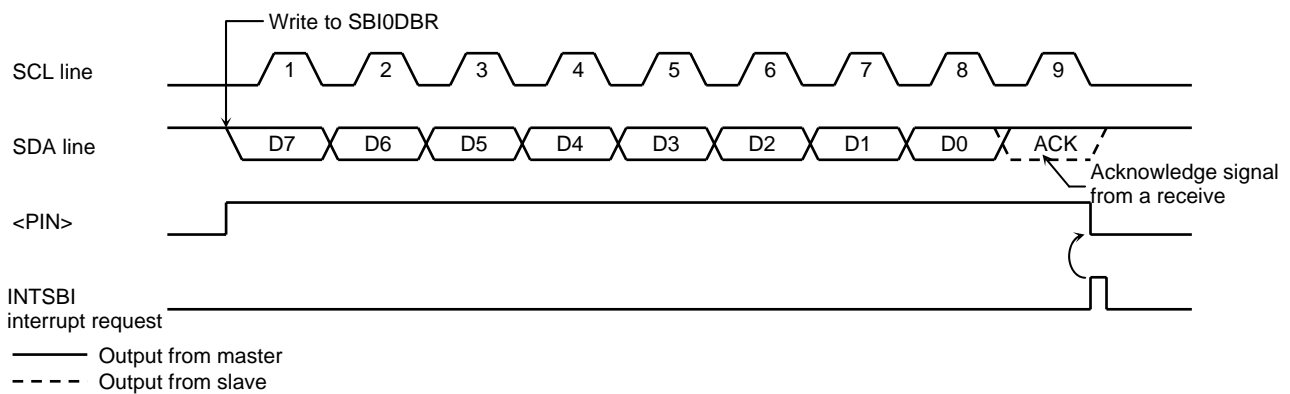 Write to SBI0DBR
SCL line
1 2 3 4 5 6 7 8 9
SDA line
D7 D6 D5 D4 D3 D2 D1 D0 ACK
Acknowledge signal
from a receive
<PIN>
INTSBI
interrupt request
Output from master
Output from slave